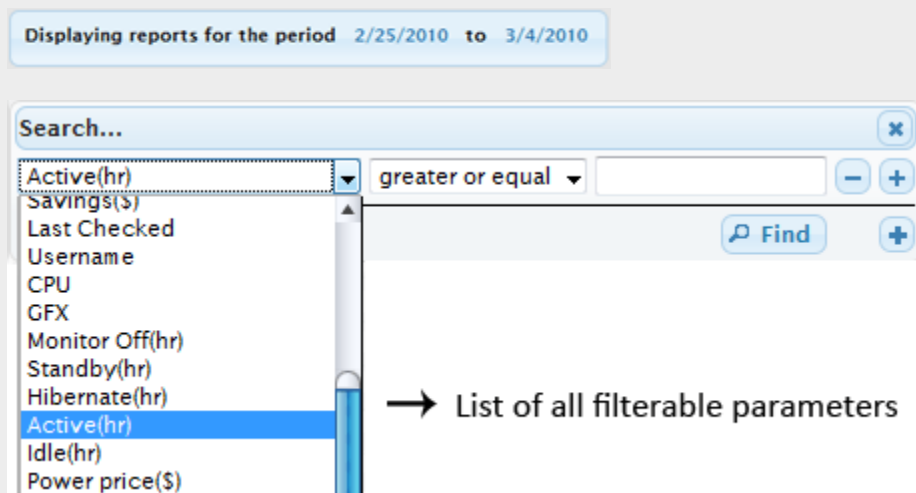 Displaying reports for the period 2/25/2010 to 3/4/2010
Search...
Active(hr) greater or equal
Savings($)
Last Checked
Username
CPU
GFX
Monitor Off(hr)
Standby(hr)
Hibernate(hr)
Active(hr)
Idle(hr)
Power price($)
Find
→ List of all filterable parameters